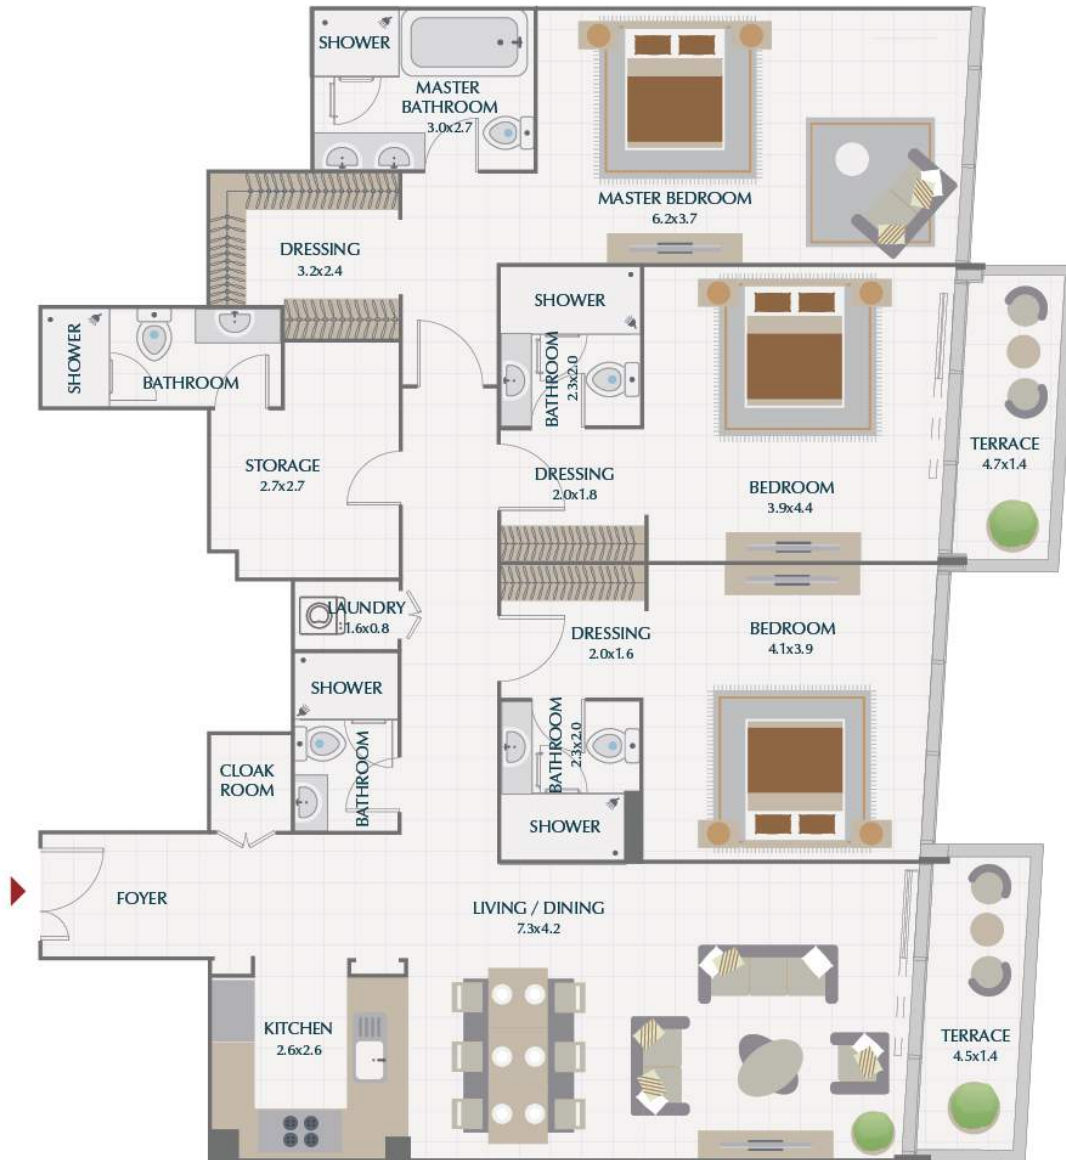 SHOWER
MASTER
BATHROOM
3.0x2.7
MASTER BEDROOM
6.2x3.7
DRESSING
3.2x2.4
SHOWER
SHOWER
BATHROOM
BATHROOM
2.3x2.0
TERRACE
4.7x1.4
STORAGE
2.7x2.7
DRESSING
2.0x1.8
BEDROOM
3.9x4.4
LAUNDRY
1.6x0.8
DRESSING
2.0x1.6
BEDROOM
4.1x3.9
SHOWER
BATHROOM
BATHROOM
2.3x2.0
CLOAK
ROOM
SHOWER
FOYER
LIVING / DINING
7.3x4.2
KITCHEN
2.6x2.6
TERRACE
4.5x1.4